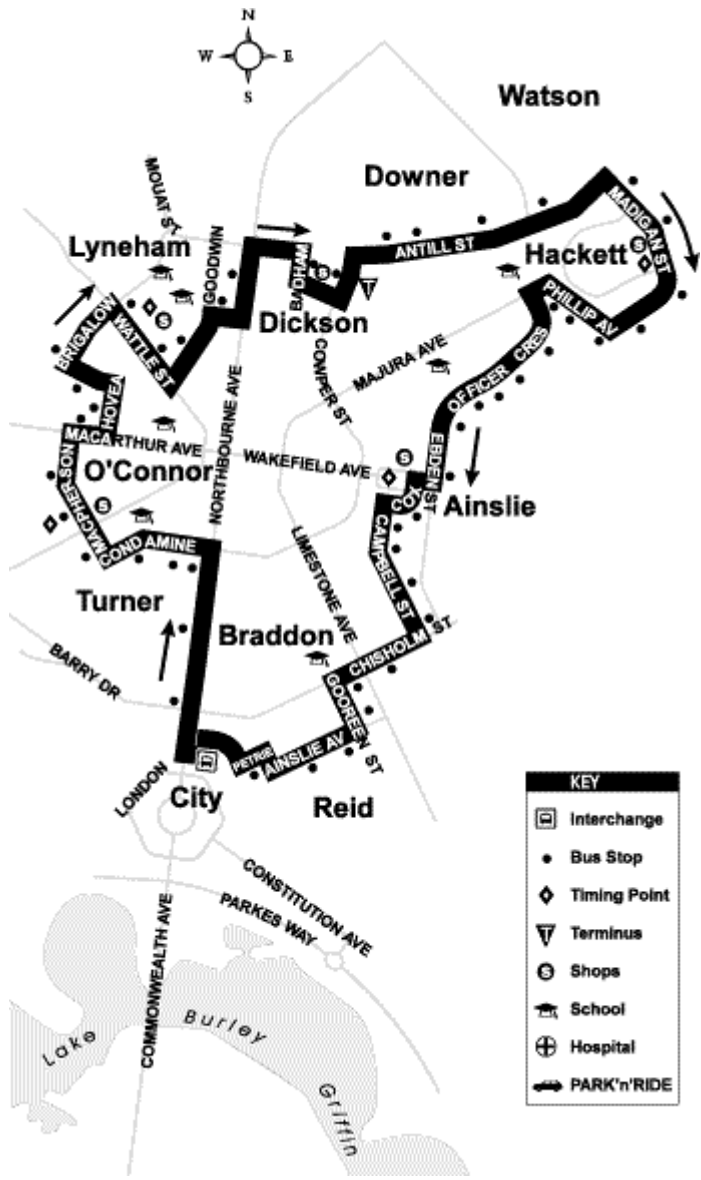 N
W E
S
Watson
Downer
MOUAT ST
Lyneham
GOODWIN
BADHAM
S
T
ANTILL ST
MADIGAN ST
Hackett
S
BRIGALOW
WATTLE ST
S
Dickson
PHILLIP AV
HOVEA
COWPER ST
MAJURA AVE
OFFICER CRES
MACARTHUR AVE
NORTHBOURNE AVE
WAKEFIELD AVE
S
EBDEN ST
O'Connor
MACPHERSON
S
COX
Ainslie
CONDAMINE
LIMESTONE AVE
CAMPBELL ST
Turner
Braddon
CHISHOLM ST
BARRY DR
GOOREEN ST
PETRIE
AINSLIE AV
LONDON
City
Reid
CONSTITUTION AVE
PARKES WAY
COMMONWEALTH AVE
Lake Burley Griffin
KEY
Interchange
Bus Stop
Timing Point
T Terminus
S Shops
School
Hospital
PARK'n'RIDE